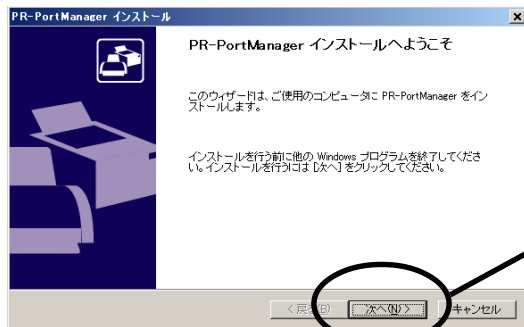 PR-PortManager インストール
PR-PortManager インストールへようこそ
このウィザードは、ご使用のコンピュータに PR-PortManager をイン
ストールします。
インストールを行う前に他の Windows プログラムを終了してくださ
い。インストールを行うには [次へ] をクリックしてください。
< 戻る(B)
次へ(N) >
キャンセル